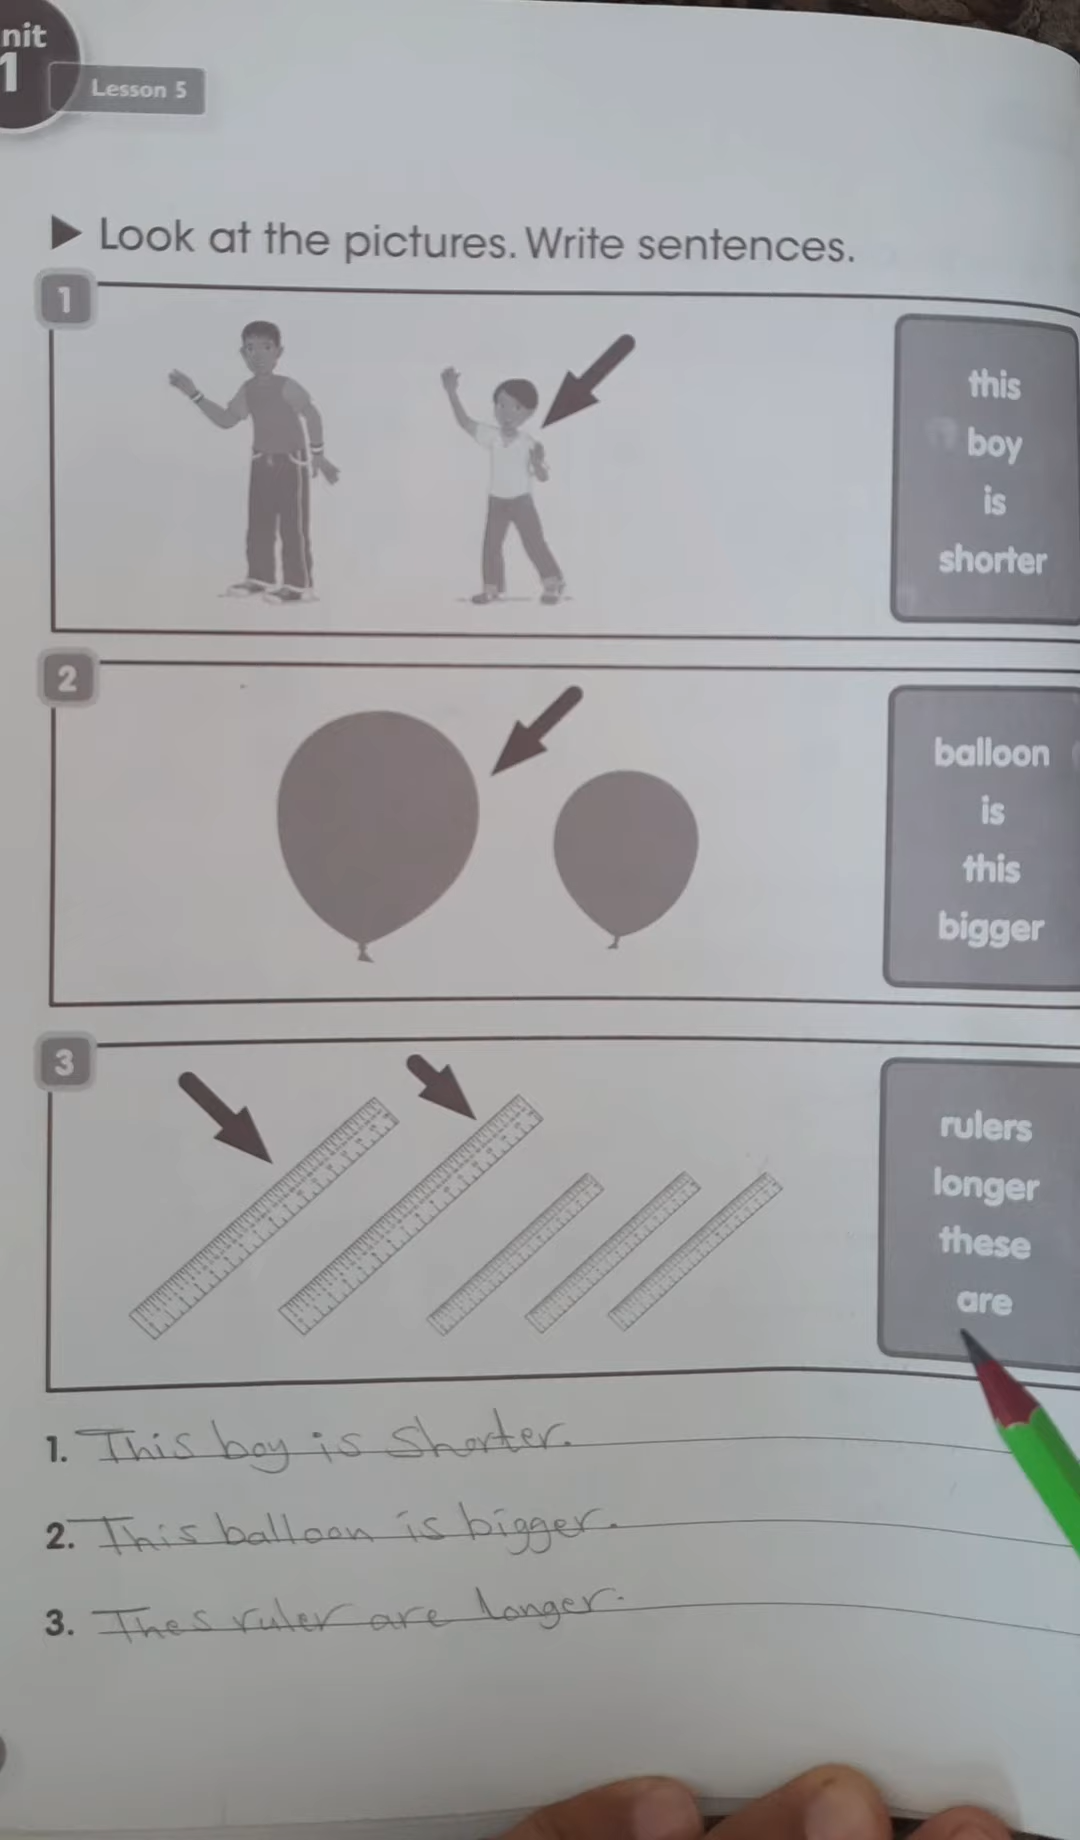 nit
1
Lesson 5
Look at the pictures. Write sentences.
1
this
boy
is
shorter
2
balloon
is
this
bigger
3
rulers
longer
these
are
1. This boy is shorter.
2. This balloon is bigger.
3. Thes ruler are longer.